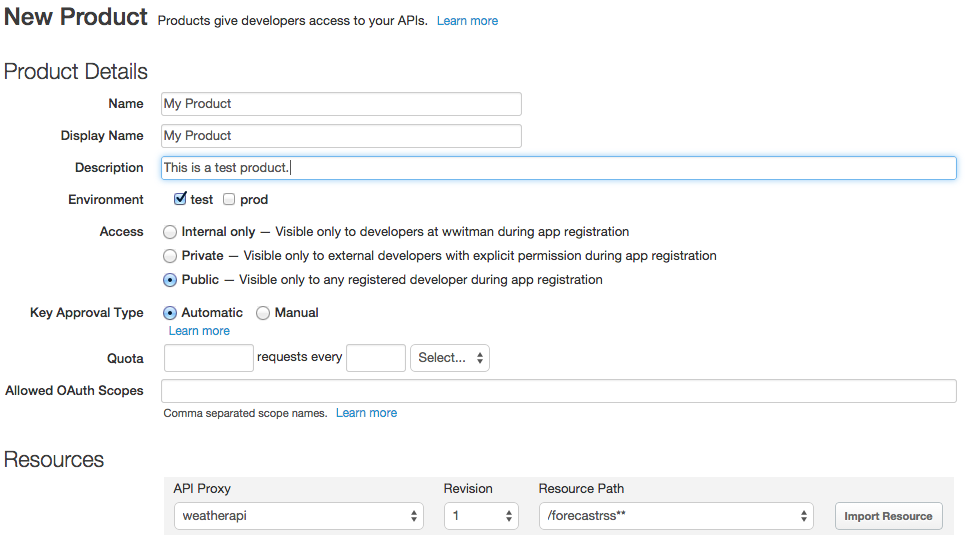 New Product Products give developers access to your APIs. Learn more
Product Details
Name My Product
Display Name My Product
Description This is a test product.
Environment test prod
Access Internal only — Visible only to developers at wwitman during app registration
Private — Visible only to external developers with explicit permission during app registration
Public — Visible only to any registered developer during app registration
Key Approval Type Automatic Manual
Learn more
Quota requests every Select...
Allowed OAuth Scopes
Comma separated scope names. Learn more
Resources
API Proxy Revision Resource Path
weatherapi 1 /forecastrss** Import Resource